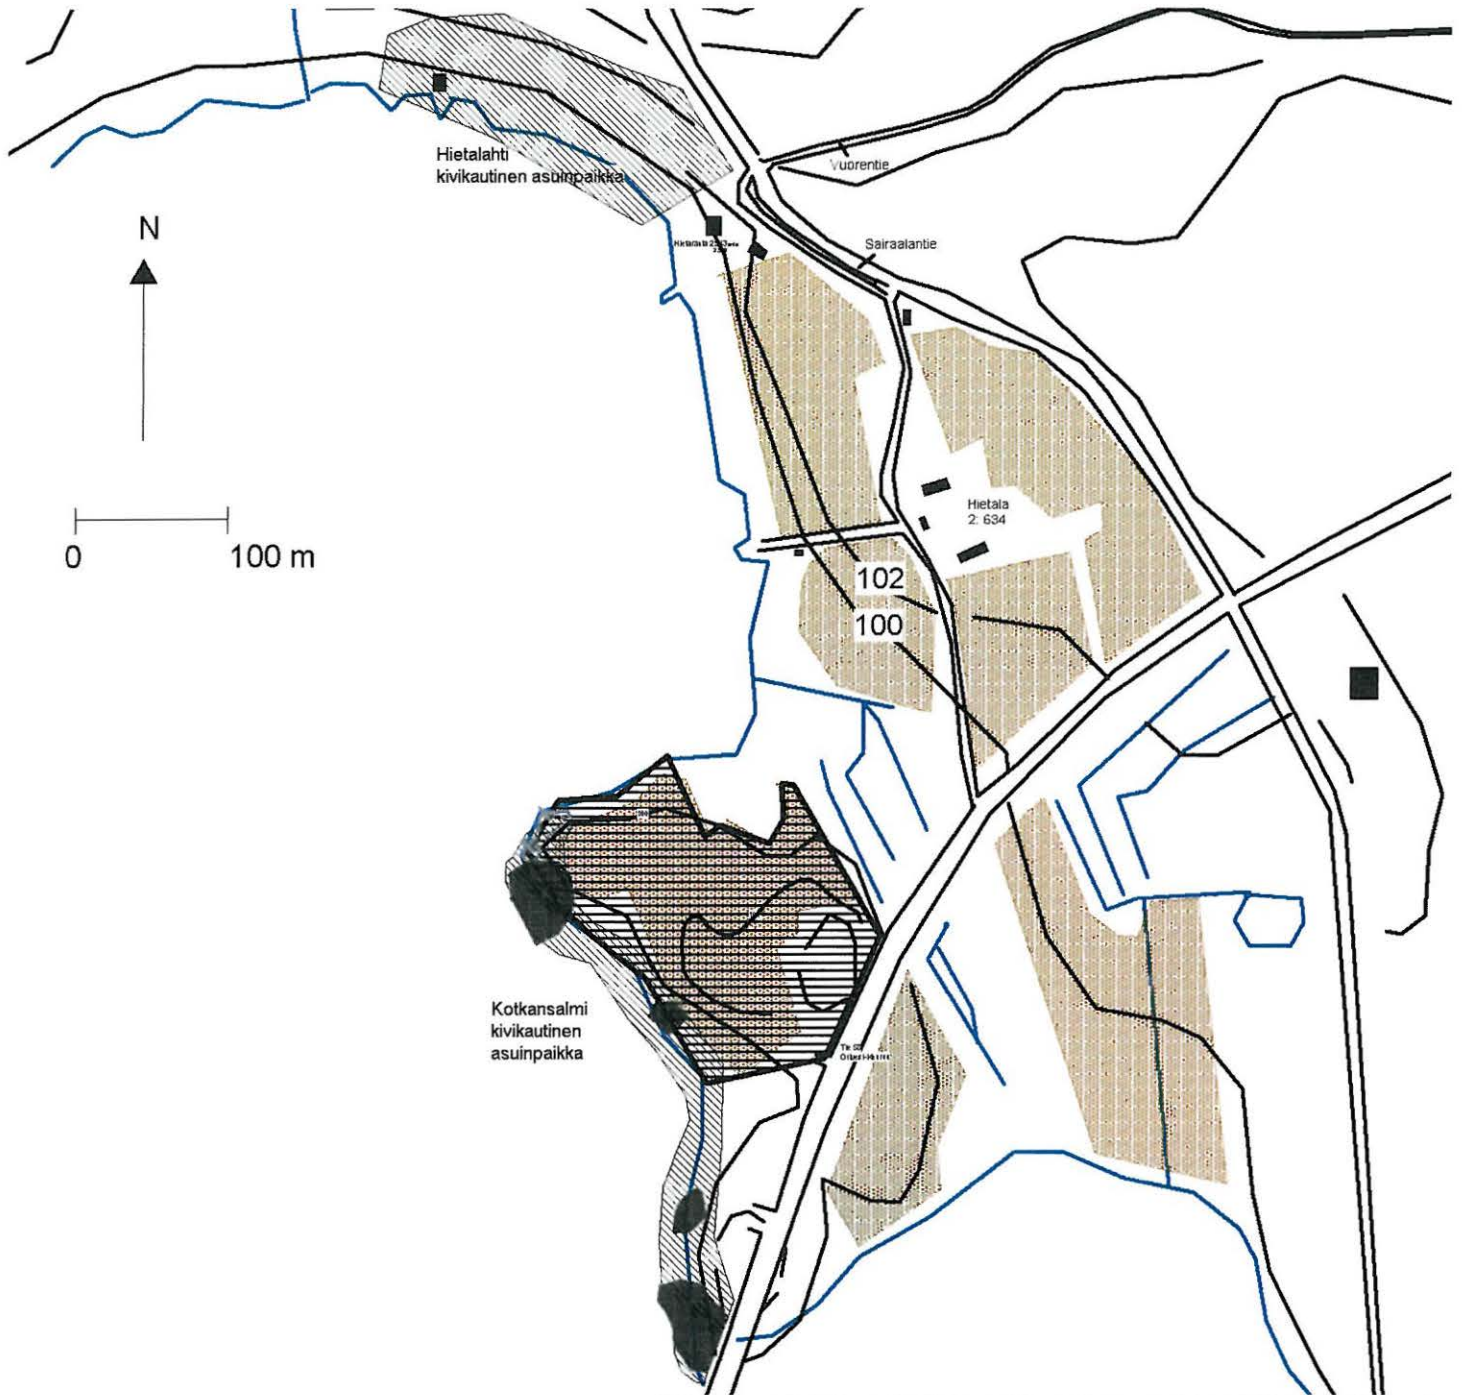 Hietalahti
kivikautinen asuinpaikka
Vuorentie
N
Sairaalantie
0 100 m
Hietala
2: 634
102
100
Kotkansalmi
kivikautinen
asuinpaikka